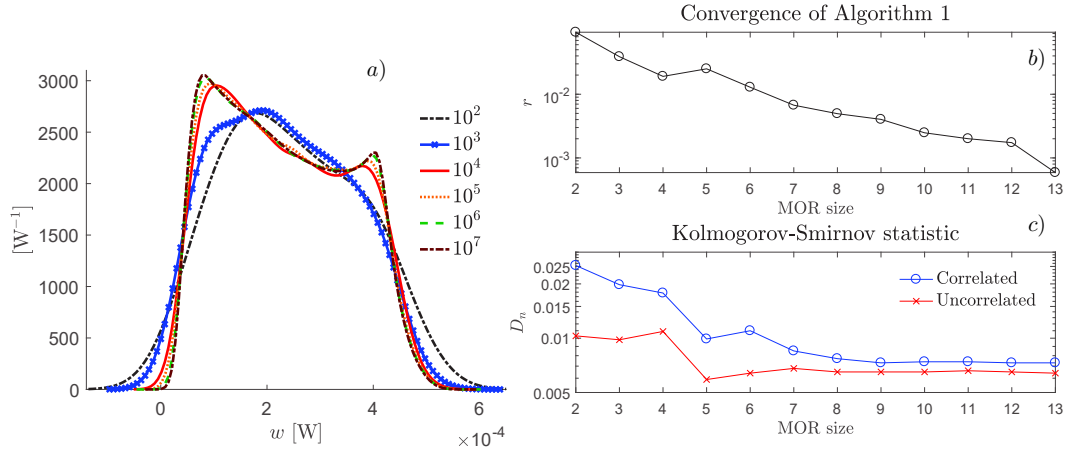 a)
3000
2500
2000
1500
1000
500
0
[W⁻¹]
0 2 4 6
×10⁻⁴
w [W]
10²
10³
10⁴
10⁵
10⁶
10⁷
Convergence of Algorithm 1
b)
r
10⁻²
10⁻³
2 3 4 5 6 7 8 9 10 11 12 13
MOR size
Kolmogorov-Smirnov statistic
c)
D_n
0.025
0.02
0.015
0.01
0.005
Correlated
Uncorrelated
2 3 4 5 6 7 8 9 10 11 12 13
MOR size